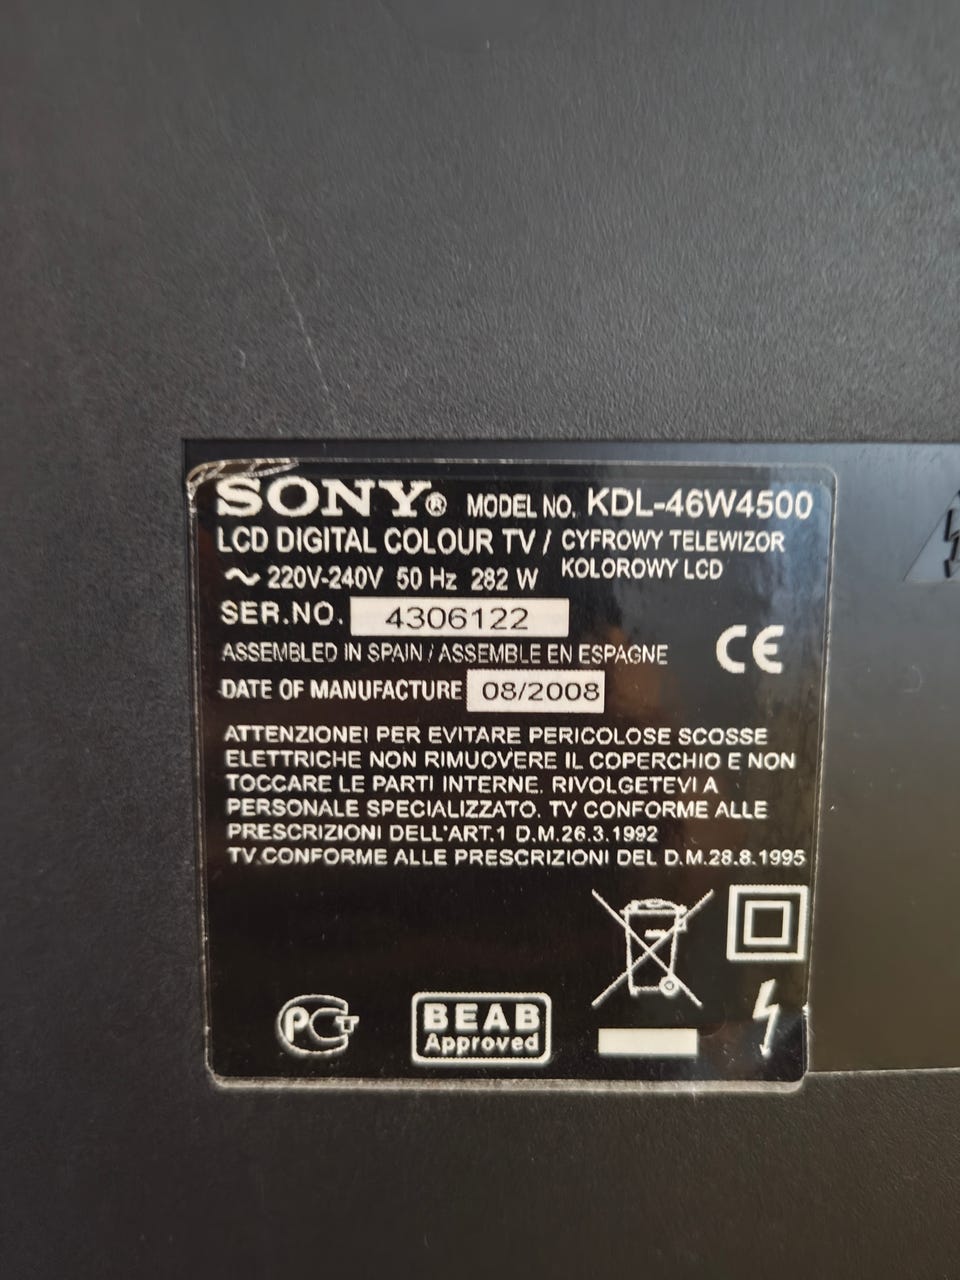 SONY® MODEL NO. KDL-46W4500
LCD DIGITAL COLOUR TV / CYFROWY TELEWIZOR
KOLOROWY LCD
~ 220V-240V 50 Hz 282 W
SER.NO. 4306122
ASSEMBLED IN SPAIN / ASSEMBLE EN ESPAGNE
CE
DATE OF MANUFACTURE 08/2008
ATTENZIONE! PER EVITARE PERICOLOSE SCOSSE
ELETTRICHE NON RIMUOVERE IL COPERCHIO E NON
TOCCARE LE PARTI INTERNE. RIVOLGETEVI A
PERSONALE SPECIALIZZATO. TV CONFORME ALLE
PRESCRIZIONI DELL'ART.1 D.M.26.3.1992
TV.CONFORME ALLE PRESCRIZIONI DEL D.M.28.8.1995
РСТ
BEAB
Approved